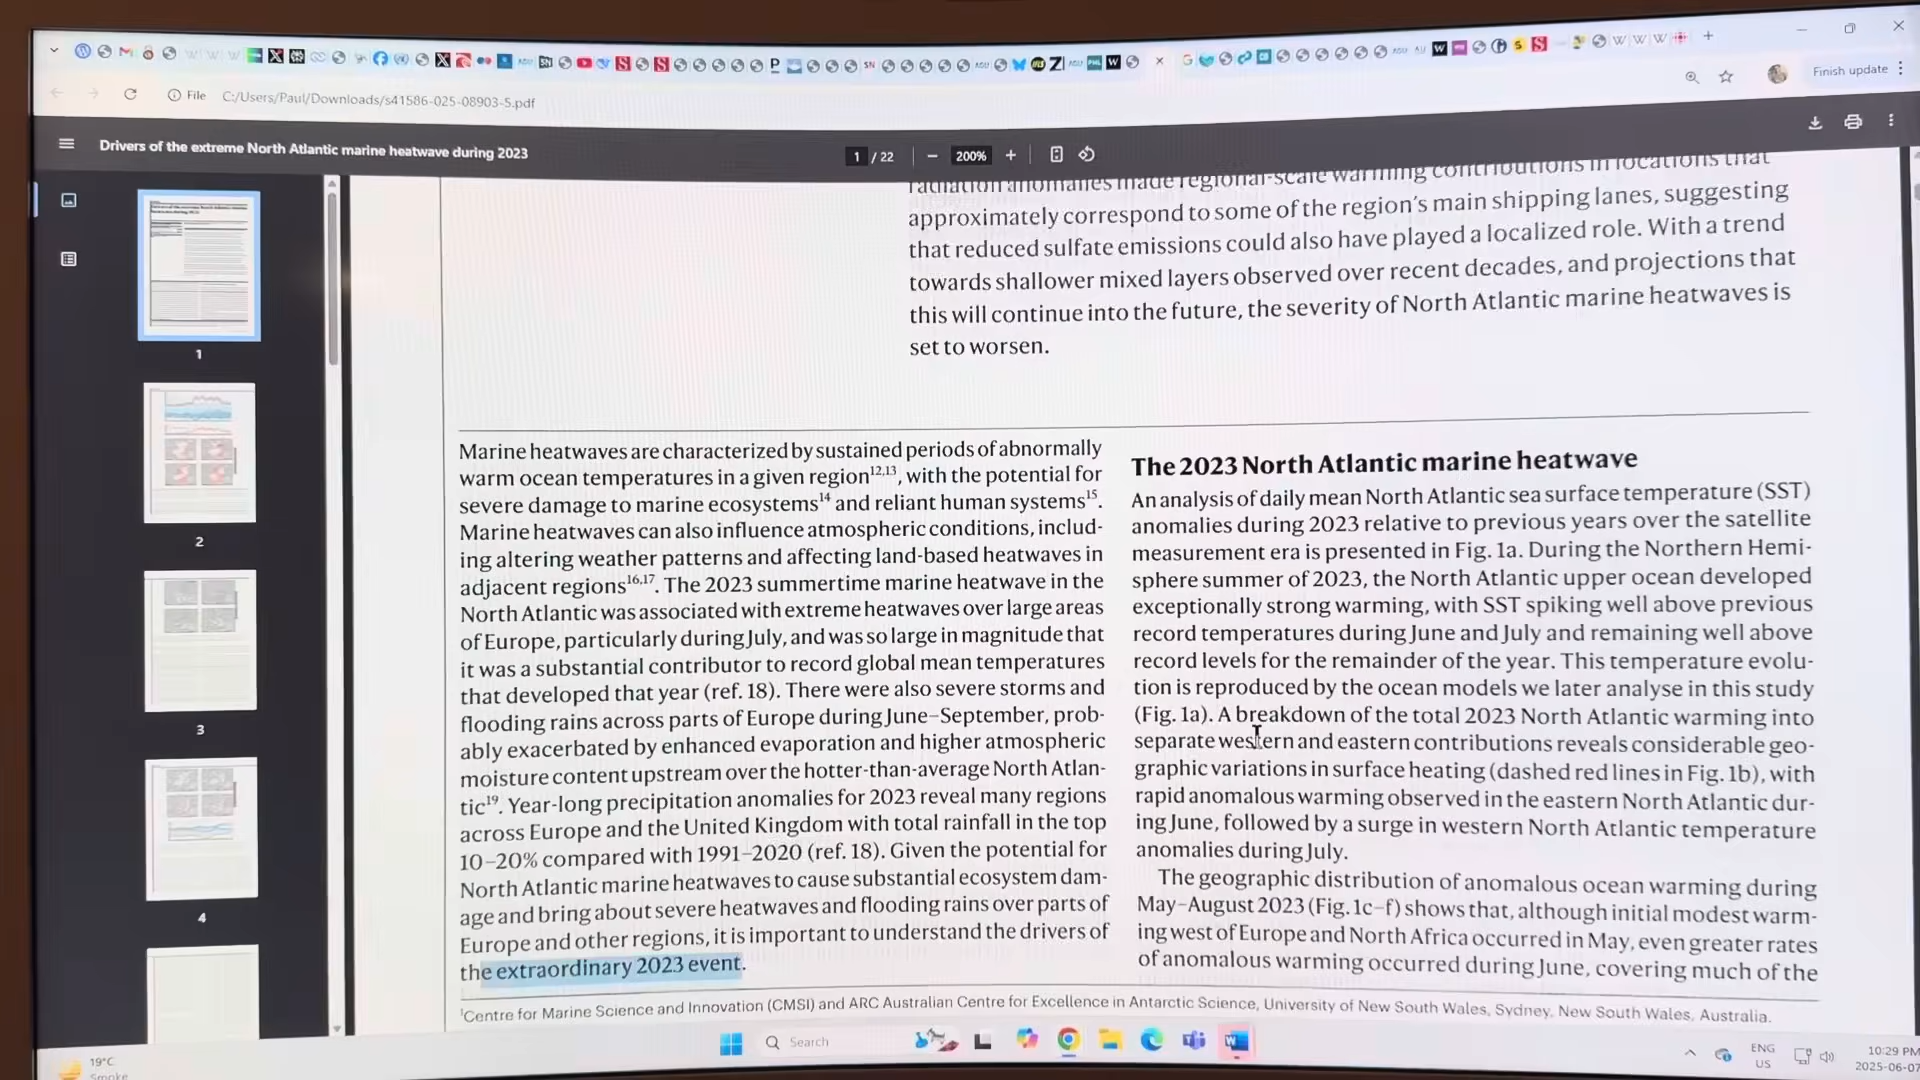 Finish update
File
C:/Users/Paul/Downloads/s41586-025-08903-5.pdf
Drivers of the extreme North Atlantic marine heatwave during 2023
1 / 22
200%
radiation anomalies made regional-scale warming contributions in locations that
approximately correspond to some of the region's main shipping lanes, suggesting
that reduced sulfate emissions could also have played a localized role. With a trend
towards shallower mixed layers observed over recent decades, and projections that
this will continue into the future, the severity of North Atlantic marine heatwaves is
set to worsen.
1
2
3
4
Marine heatwaves are characterized by sustained periods of abnormally
warm ocean temperatures in a given region12,13, with the potential for
severe damage to marine ecosystems14 and reliant human systems15.
Marine heatwaves can also influence atmospheric conditions, includ-
ing altering weather patterns and affecting land-based heatwaves in
adjacent regions16,17. The 2023 summertime marine heatwave in the
North Atlantic was associated with extreme heatwaves over large areas
of Europe, particularly during July, and was so large in magnitude that
it was a substantial contributor to record global mean temperatures
that developed that year (ref. 18). There were also severe storms and
flooding rains across parts of Europe during June–September, prob-
ably exacerbated by enhanced evaporation and higher atmospheric
moisture content upstream over the hotter-than-average North Atlan-
tic19. Year-long precipitation anomalies for 2023 reveal many regions
across Europe and the United Kingdom with total rainfall in the top
10–20% compared with 1991–2020 (ref. 18). Given the potential for
North Atlantic marine heatwaves to cause substantial ecosystem dam-
age and bring about severe heatwaves and flooding rains over parts of
Europe and other regions, it is important to understand the drivers of
the extraordinary 2023 event.
The 2023 North Atlantic marine heatwave
An analysis of daily mean North Atlantic sea surface temperature (SST)
anomalies during 2023 relative to previous years over the satellite
measurement era is presented in Fig. 1a. During the Northern Hemi-
sphere summer of 2023, the North Atlantic upper ocean developed
exceptionally strong warming, with SST spiking well above previous
record temperatures during June and July and remaining well above
record levels for the remainder of the year. This temperature evolu-
tion is reproduced by the ocean models we later analyse in this study
(Fig. 1a). A breakdown of the total 2023 North Atlantic warming into
separate western and eastern contributions reveals considerable geo-
graphic variations in surface heating (dashed red lines in Fig. 1b), with
rapid anomalous warming observed in the eastern North Atlantic dur-
ing June, followed by a surge in western North Atlantic temperature
anomalies during July.
The geographic distribution of anomalous ocean warming during
May–August 2023 (Fig. 1c–f) shows that, although initial modest warm-
ing west of Europe and North Africa occurred in May, even greater rates
of anomalous warming occurred during June, covering much of the
1Centre for Marine Science and Innovation (CMSI) and ARC Australian Centre for Excellence in Antarctic Science, University of New South Wales, Sydney, New South Wales, Australia.
19°C
Smoke
Search
ENG
US
10:29 PM
2025-06-07